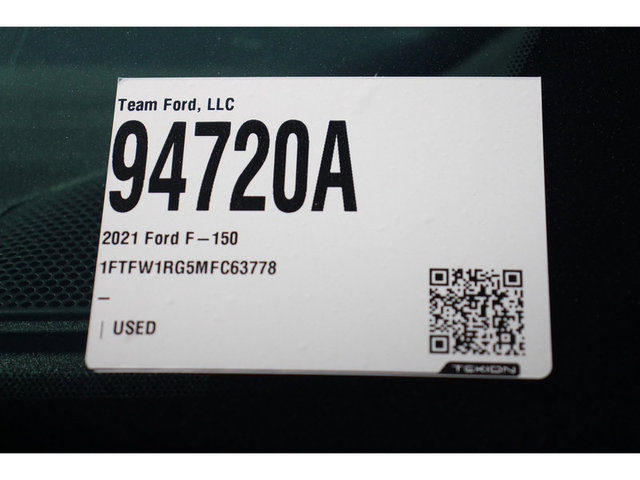 Team Ford, LLC
94720A
2021 Ford F–150
1FTFW1RG5MFC63778
–
| USED
TEKION